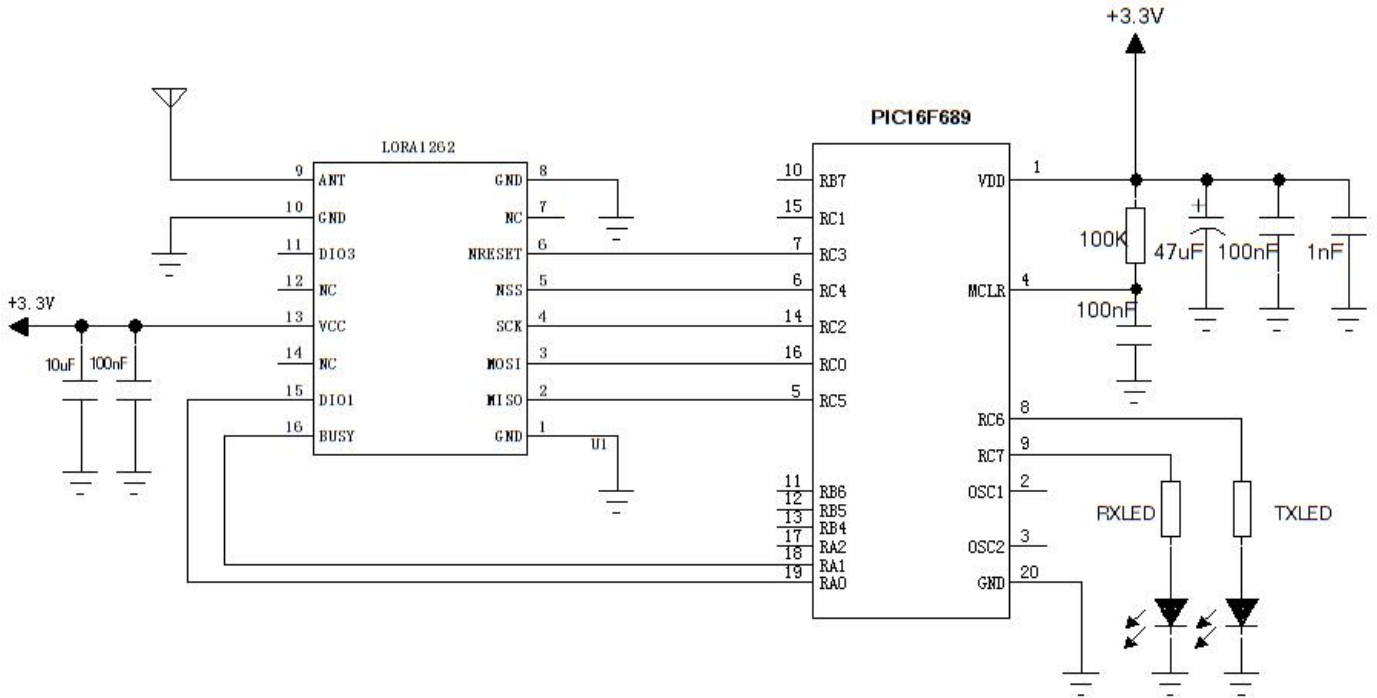 +3.3V
PIC16F689
LORA1262
9 ANT GND 8
10 GND NC 7
11 DIO3 NRESET 6
12 NC NSS 5
+3.3V
13 VCC SCK 4
14 NC MOSI 3
15 DIO1 MISO 2
16 BUSY GND 1
U1
10uF 100nF
10 RB7 VDD 1
15 RC1
7 RC3
6 RC4 MCLR 4
14 RC2
16 RC0
5 RC5
RC6 8
RC7 9
11 RB6 OSC1 2
12 RB5
13 RB4
17 RA2 OSC2 3
18 RA1
19 RA0 GND 20
100K
+
47uF 100nF 1nF
100nF
RXLED TXLED